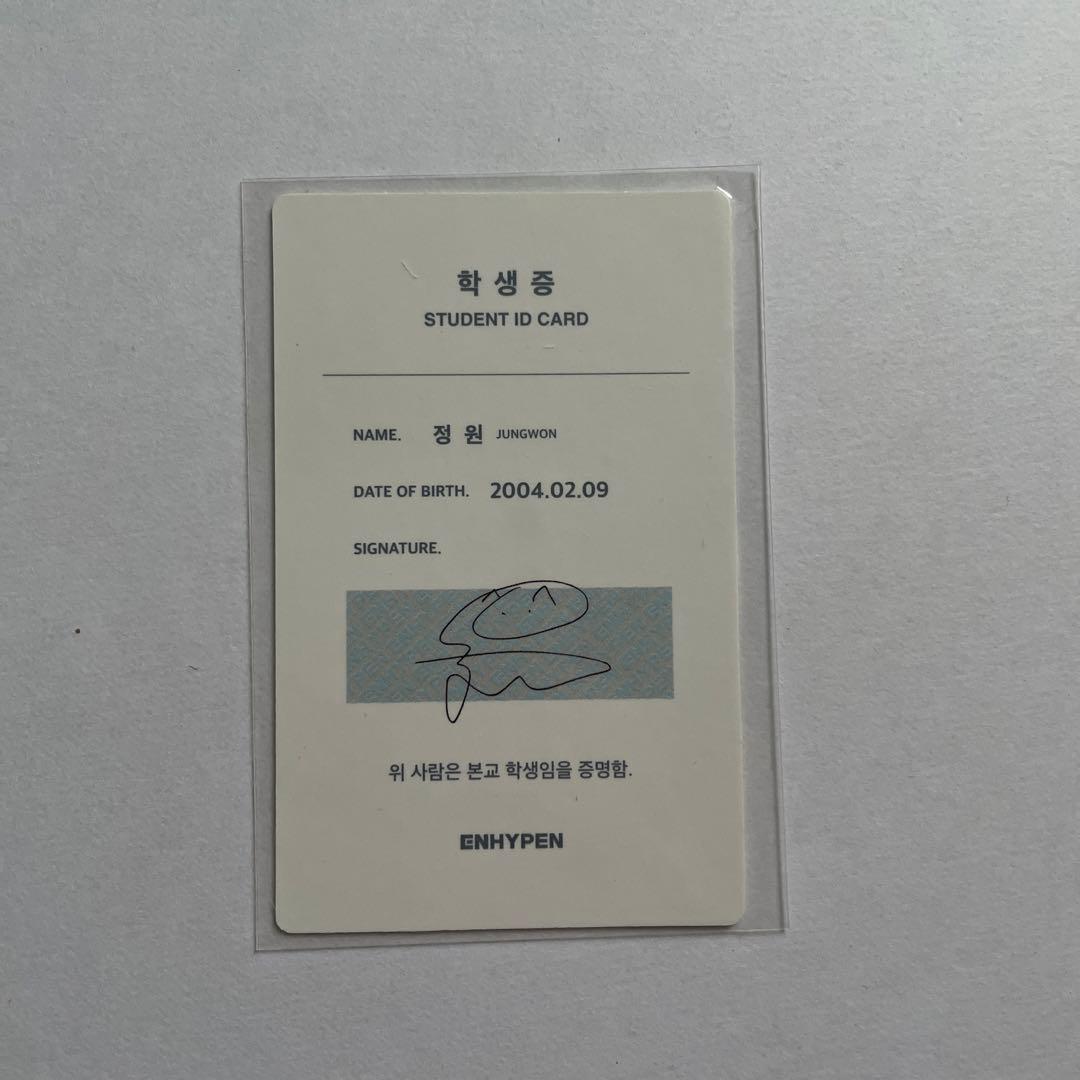 학생증
STUDENT ID CARD
NAME. 정원 JUNGWON
DATE OF BIRTH. 2004.02.09
SIGNATURE.
위 사람은 본교 학생임을 증명함.
ENHYPEN